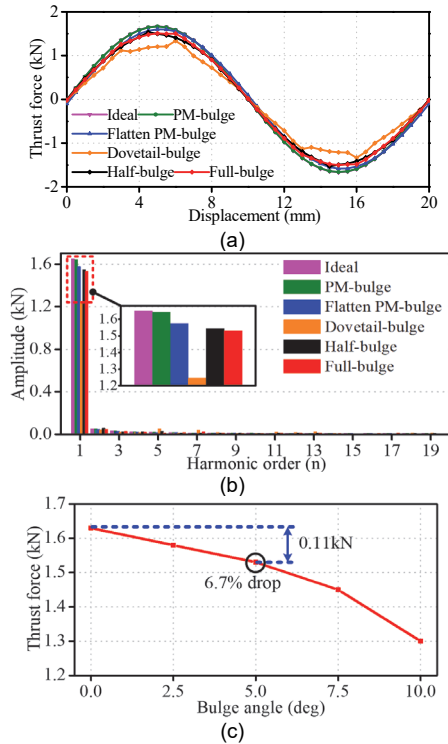 Thrust force (kN)
2
1
0
-1
-2
Ideal PM-bulge
Flatten PM-bulge
Dovetail-bulge
Half-bulge Full-bulge
0 4 8 12 16 20
Displacement (mm)
(a)
Amplitude (kN)
1.6
1.2
0.8
0.4
0.0
1.6
1.5
1.4
1.3
1.2
Ideal
PM-bulge
Flatten PM-bulge
Dovetail-bulge
Half-bulge
Full-bulge
1 3 5 7 9 11 13 15 17 19
Harmonic order (n)
(b)
Thrust force (kN)
1.7
1.6
1.5
1.4
1.3
1.2
0.11kN
6.7% drop
0.0 2.5 5.0 7.5 10.0
Bulge angle (deg)
(c)